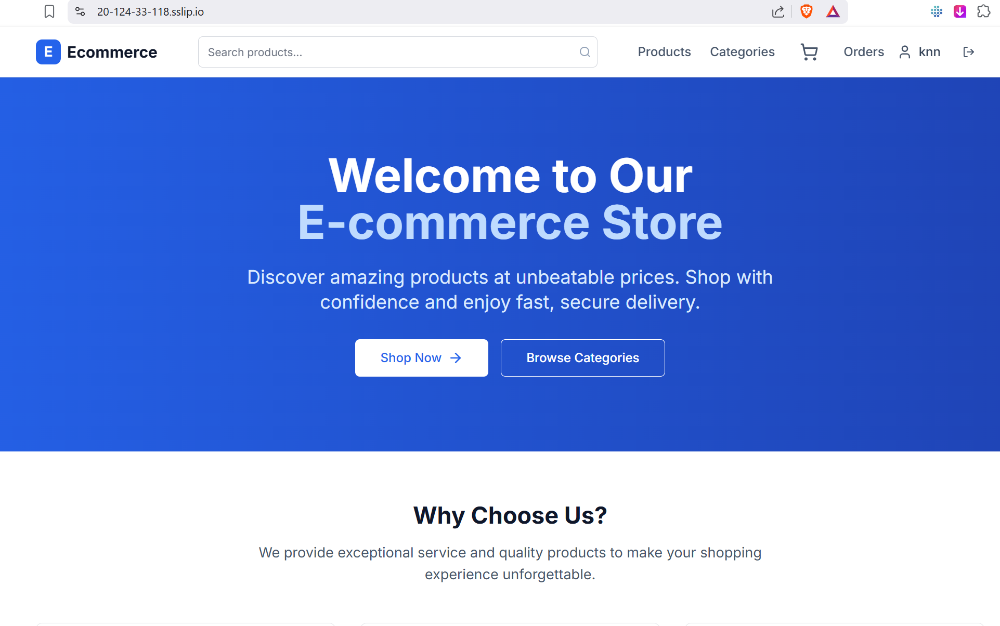 20-124-33-118.sslip.io
E Ecommerce
Search products...
Products
Categories
Orders
knn
Welcome to Our
E-commerce Store
Discover amazing products at unbeatable prices. Shop with
confidence and enjoy fast, secure delivery.
Shop Now
Browse Categories
Why Choose Us?
We provide exceptional service and quality products to make your shopping
experience unforgettable.